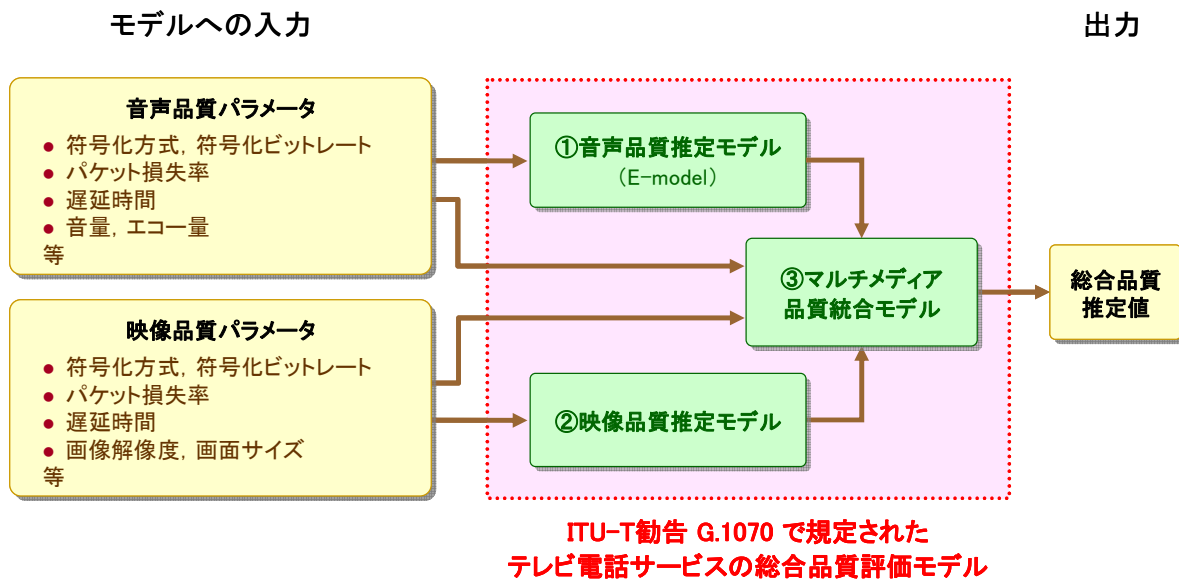 モデルへの入力
出力
音声品質パラメータ
● 符号化方式, 符号化ビットレート
● パケット損失率
● 遅延時間
● 音量, エコー量
等
映像品質パラメータ
● 符号化方式, 符号化ビットレート
● パケット損失率
● 遅延時間
● 画像解像度, 画面サイズ
等
①音声品質推定モデル
(E-model)
③マルチメディア
品質統合モデル
②映像品質推定モデル
総合品質
推定値
ITU-T勧告 G.1070 で規定された
テレビ電話サービスの総合品質評価モデル